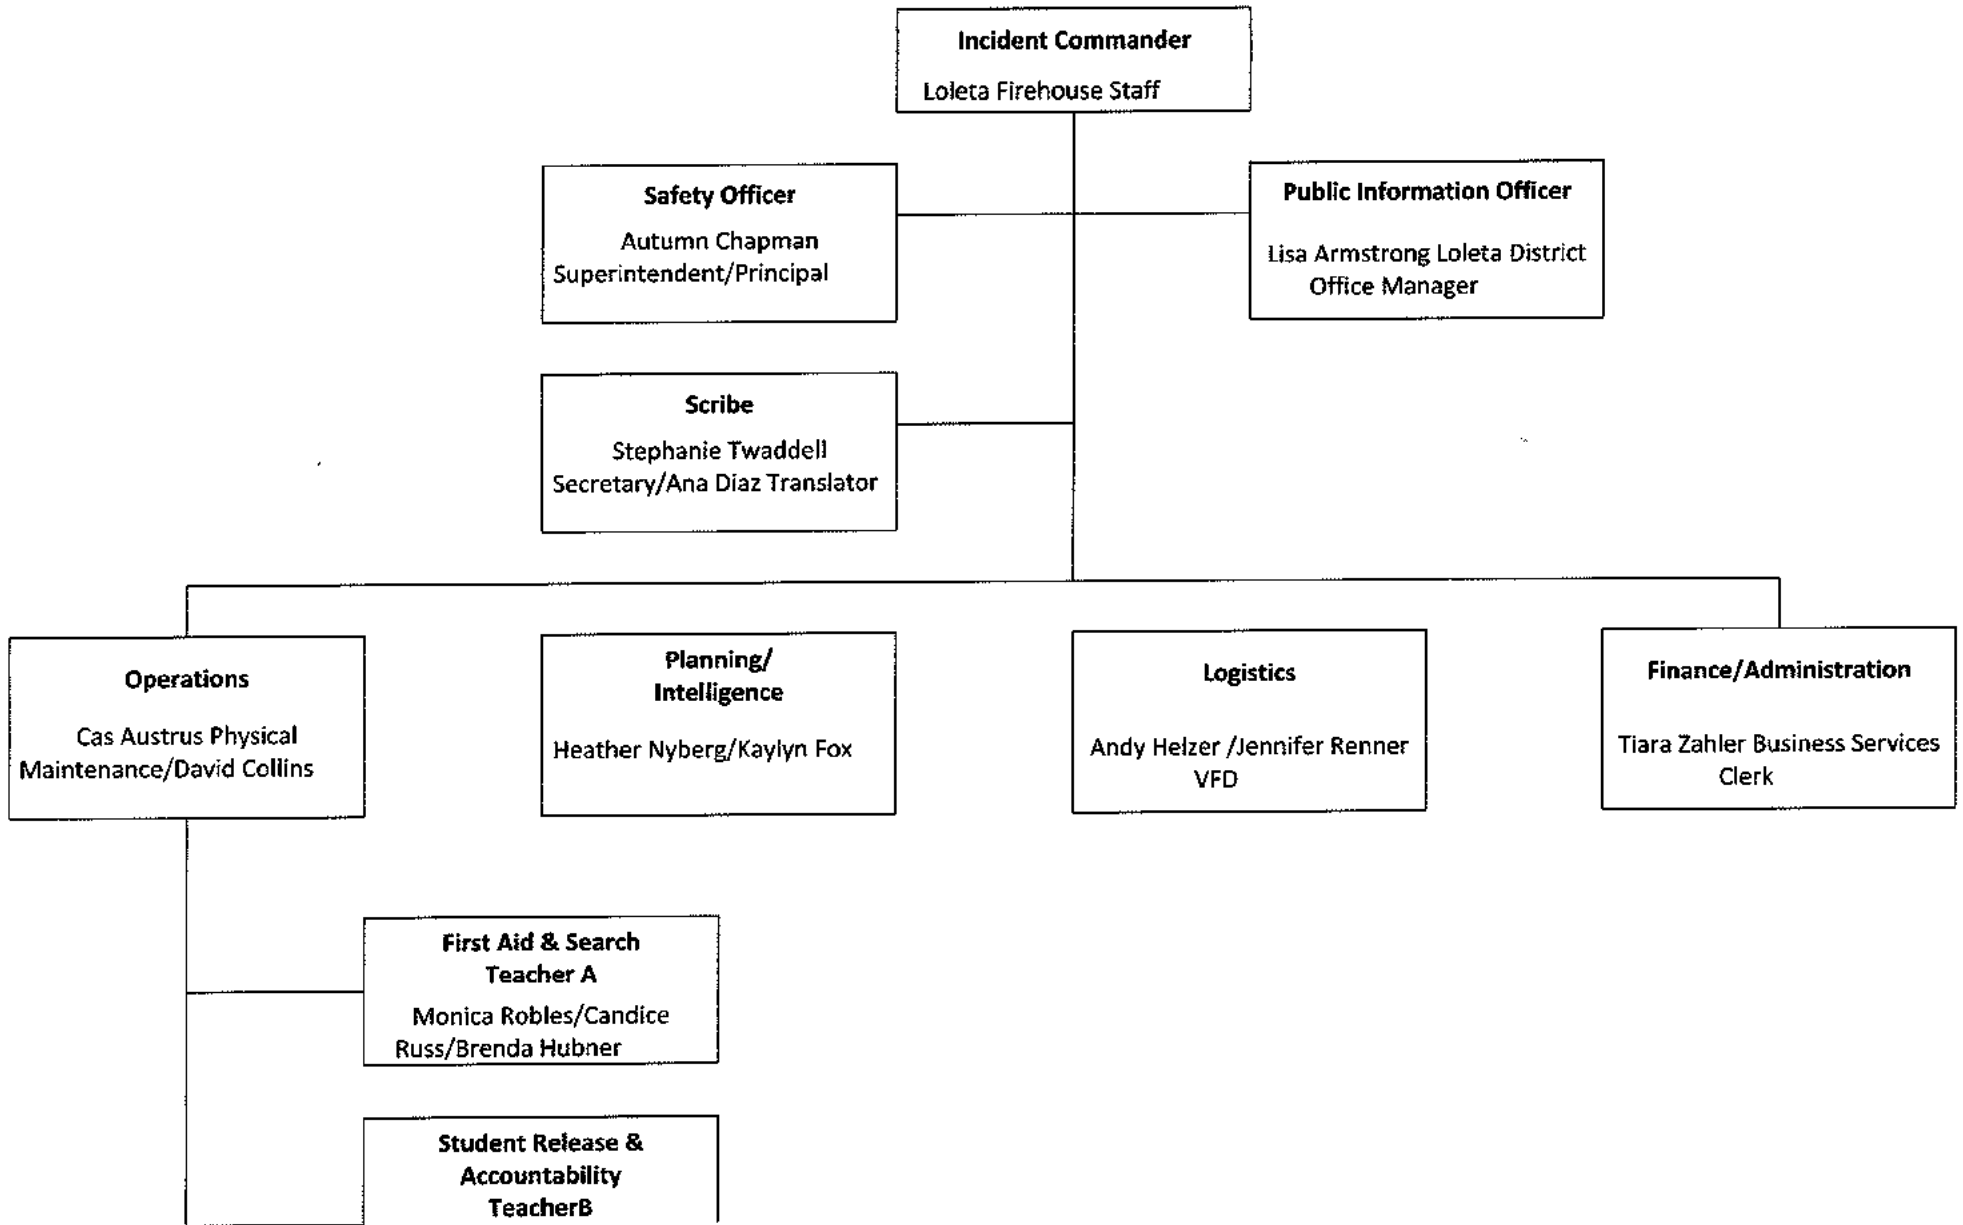 Incident Commander
Loleta Firehouse Staff
Safety Officer
Autumn Chapman
Superintendent/Principal
Public Information Officer
Lisa Armstrong Loleta District
Office Manager
Scribe
Stephanie Twaddell
Secretary/Ana Diaz Translator
Operations
Cas Austrus Physical
Maintenance/David Collins
Planning/
Intelligence
Heather Nyberg/Kaylyn Fox
Logistics
Andy Helzer /Jennifer Renner
VFD
Finance/Administration
Tiara Zahler Business Services
Clerk
First Aid & Search
Teacher A
Monica Robles/Candice
Russ/Brenda Hubner
Student Release &
Accountability
TeacherB